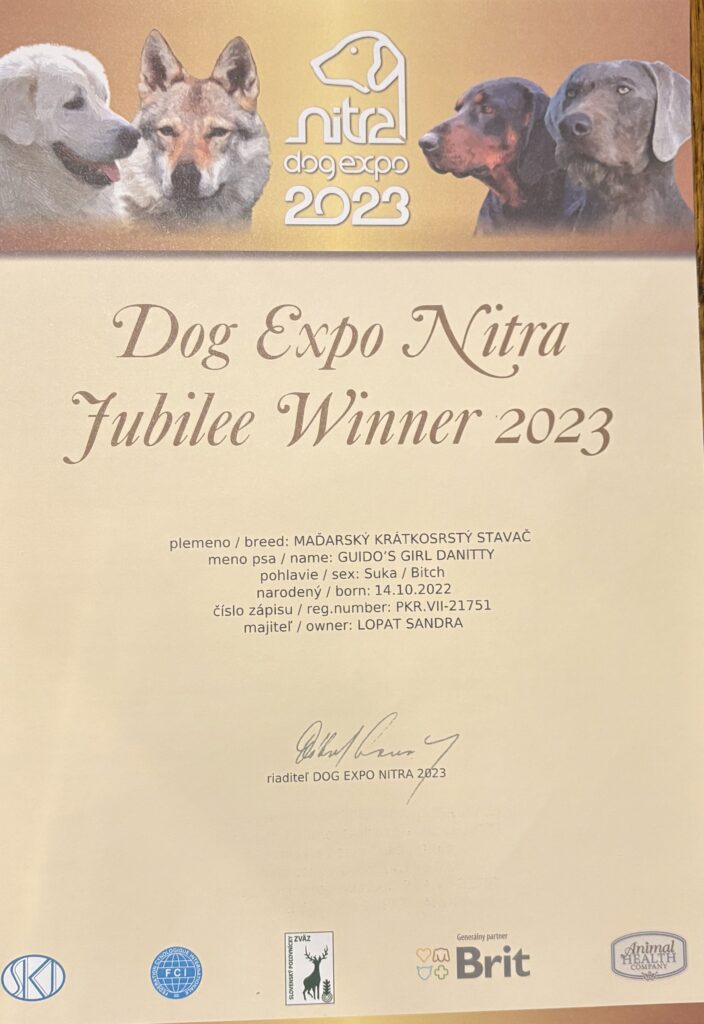 nitra
dog expo
2023
Dog Expo Nitra
Jubilee Winner 2023
plemeno / breed: MAĎARSKÝ KRÁTKOSRSTÝ STAVAČ
meno psa / name: GUIDO'S GIRL DANITTY
pohlavie / sex: Suka / Bitch
narodený / born: 14.10.2022
číslo zápisu / reg.number: PKR.VII-21751
majiteľ / owner: LOPAT SANDRA
riaditeľ DOG EXPO NITRA 2023
SKJ
FEDERATION CYNOLOGIQUE INTERNATIONALE
FCI
SLOVENSKÝ POĽOVNÍCKY ZVÄZ
Generálny partner
Brit
Animal
HEALTH
COMPANY